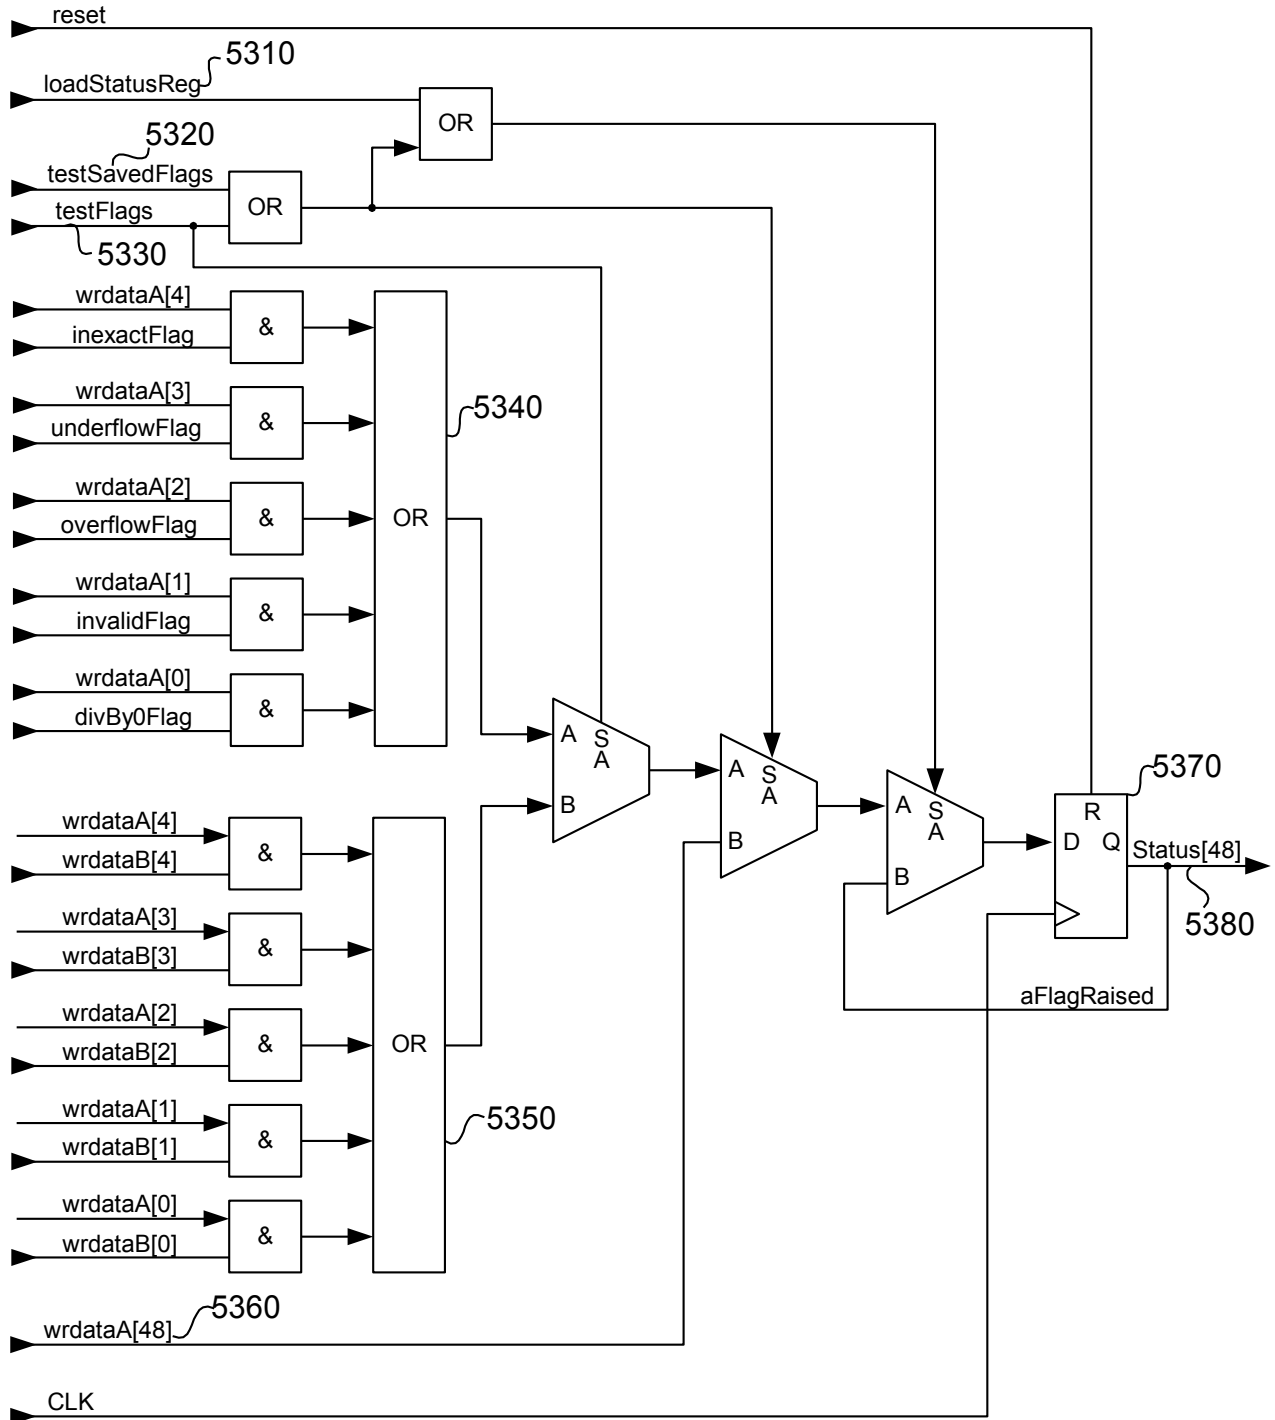 reset
5310
loadStatusReg
OR
5320
testSavedFlags
OR
testFlags
5330
wrdataA[4]
&
inexactFlag
wrdataA[3]
&
underflowFlag
5340
wrdataA[2]
&
OR
overflowFlag
wrdataA[1]
&
invalidFlag
wrdataA[0]
&
divBy0Flag
A
S
A
B
A
S
A
B
A
S
A
B
5370
R
D
Q
Status[48]
5380
aFlagRaised
wrdataA[4]
&
wrdataB[4]
wrdataA[3]
&
wrdataB[3]
wrdataA[2]
&
OR
wrdataB[2]
wrdataA[1]
&
wrdataB[1]
5350
wrdataA[0]
&
wrdataB[0]
5360
wrdataA[48]
CLK